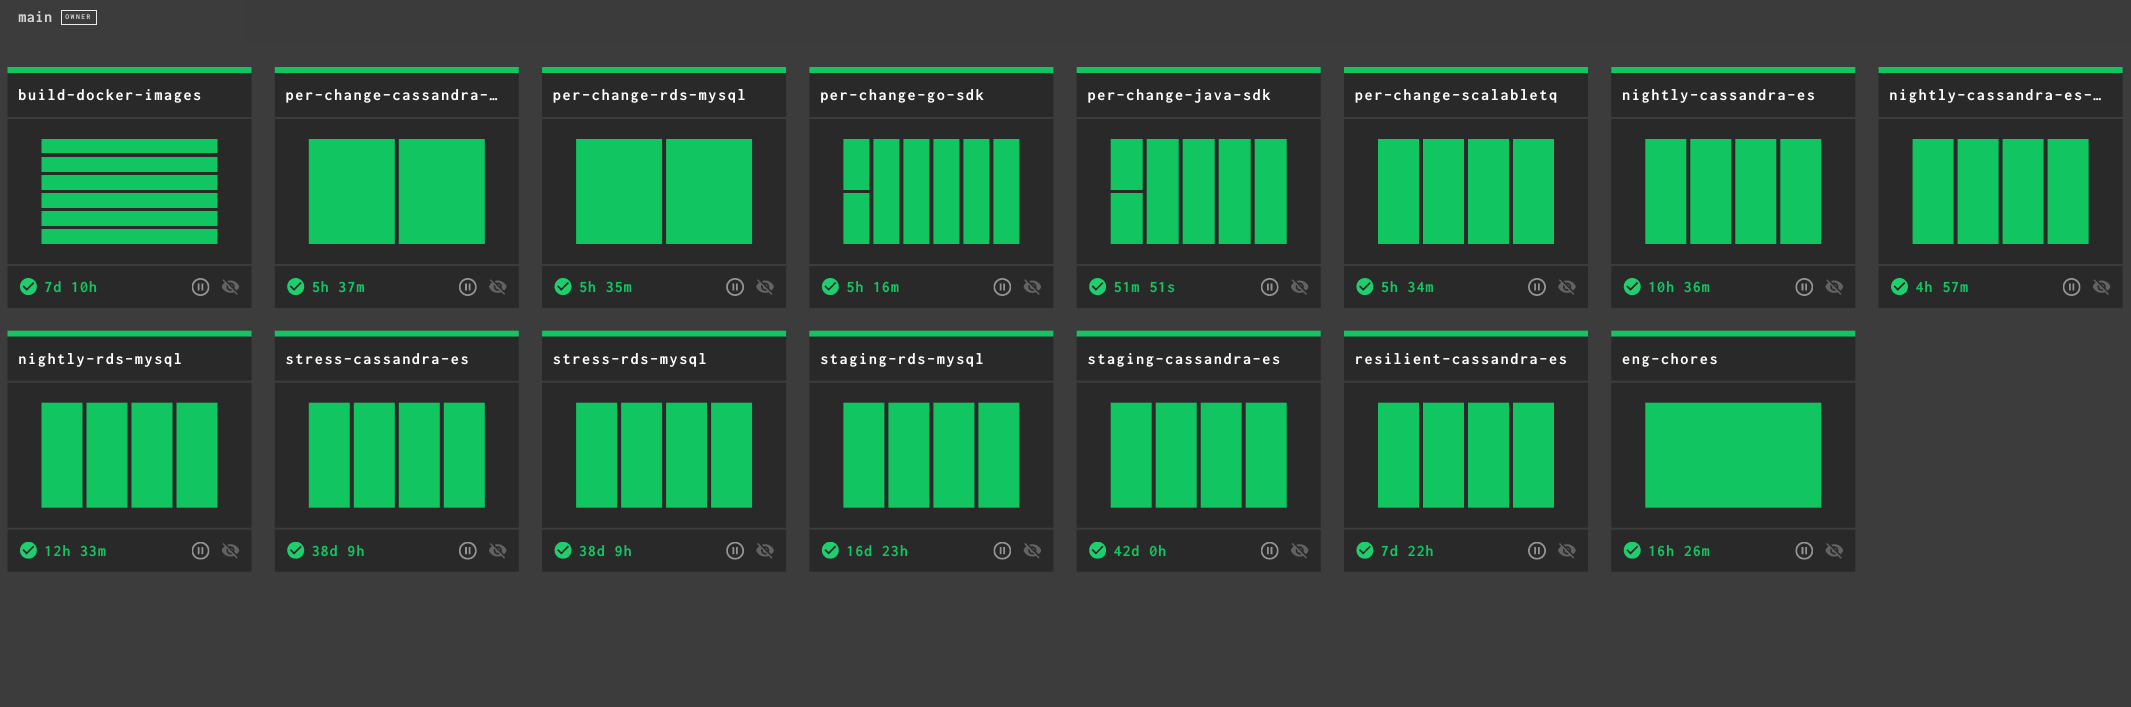 main OWNER
build-docker-images
per-change-cassandra-…
per-change-rds-mysql
per-change-go-sdk
per-change-java-sdk
per-change-scalabletq
nightly-cassandra-es
nightly-cassandra-es-…
7d 10h
5h 37m
5h 35m
5h 16m
51m 51s
5h 34m
10h 36m
4h 57m
nightly-rds-mysql
stress-cassandra-es
stress-rds-mysql
staging-rds-mysql
staging-cassandra-es
resilient-cassandra-es
eng-chores
12h 33m
38d 9h
38d 9h
16d 23h
42d 0h
7d 22h
16h 26m